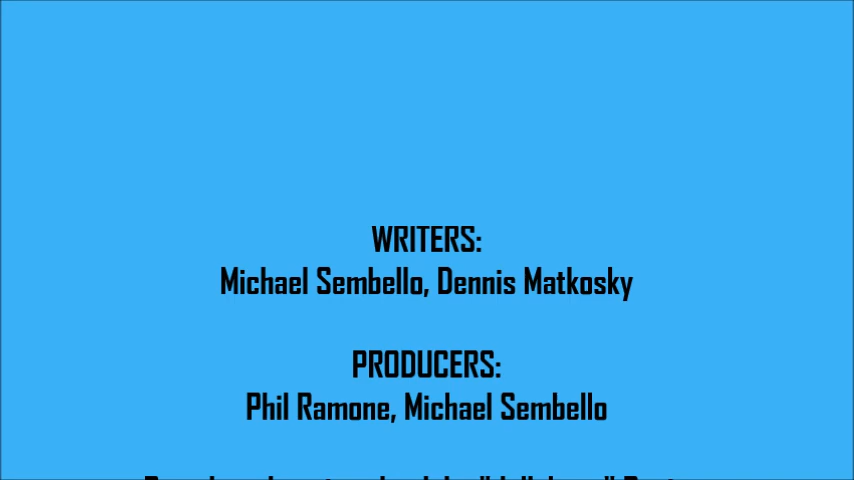 WRITERS:
Michael Sembello, Dennis Matkosky
PRODUCERS:
Phil Ramone, Michael Sembello